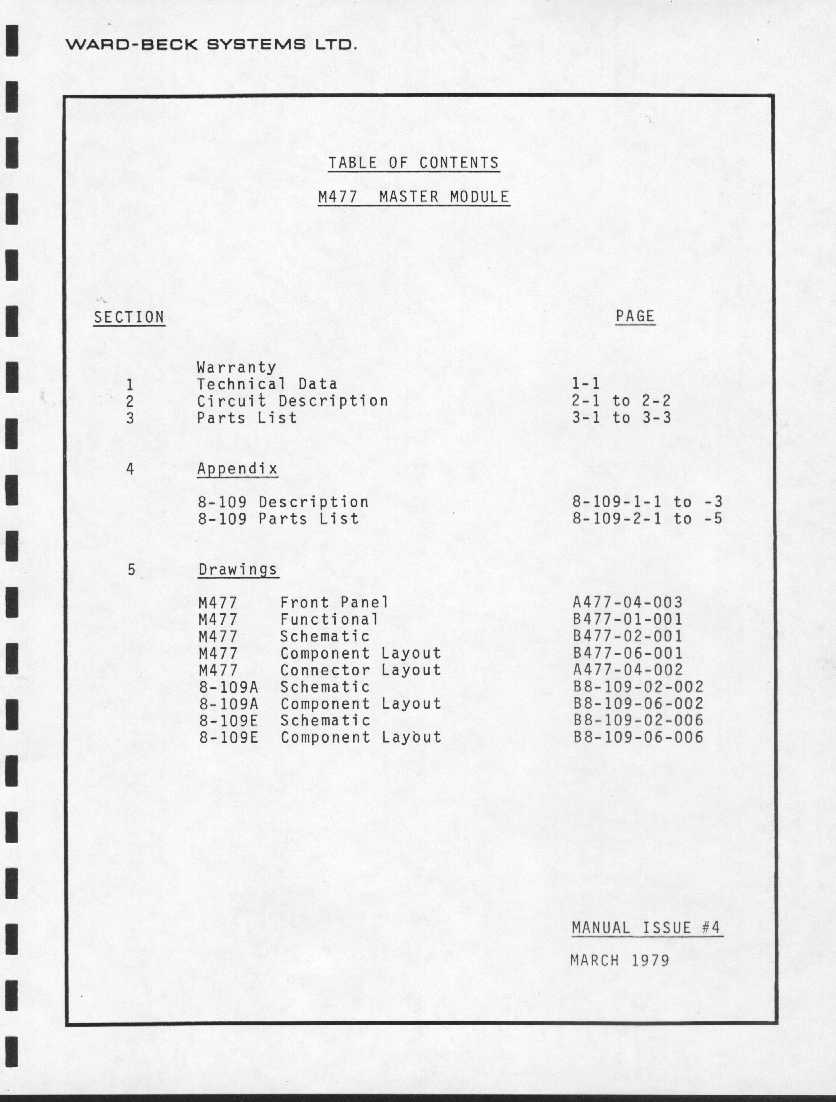 WARD-BECK SYSTEMS LTD.
TABLE OF CONTENTS
M477 MASTER MODULE
SECTION PAGE
Warranty
1 Technical Data 1-1
2 Circuit Description 2-1 to 2-2
3 Parts List 3-1 to 3-3
4 Appendix
8-109 Description 8-109-1-1 to -3
8-109 Parts List 8-109-2-1 to -5
5 Drawings
M477 Front Panel A477-04-003
M477 Functional B477-01-001
M477 Schematic B477-02-001
M477 Component Layout B477-06-001
M477 Connector Layout A477-04-002
8-109A Schematic B8-109-02-002
8-109A Component Layout B8-109-06-002
8-109E Schematic B8-109-02-006
8-109E Component Layout B8-109-06-006
MANUAL ISSUE #4
MARCH 1979